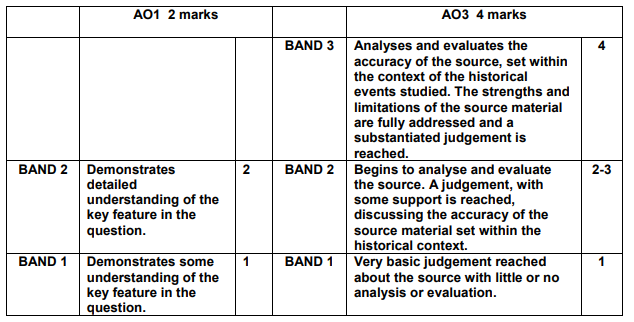 AO1  2 marks
AO3  4 marks
BAND 3
Analyses and evaluates the
accuracy of the source, set within
the context of the historical
events studied. The strengths and
limitations of the source material
are fully addressed and a
substantiated judgement is
reached.
4
BAND 2
Demonstrates
detailed
understanding of the
key feature in the
question.
2
BAND 2
Begins to analyse and evaluate
the source. A judgement, with
some support is reached,
discussing the accuracy of the
source material set within the
historical context.
2-3
BAND 1
Demonstrates some
understanding of the
key feature in the
question.
1
BAND 1
Very basic judgement reached
about the source with little or no
analysis or evaluation.
1